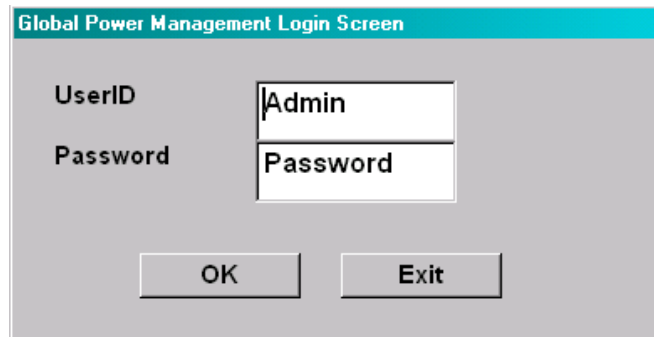 Global Power Management Login Screen
UserID
Admin
Password
Password
OK
Exit